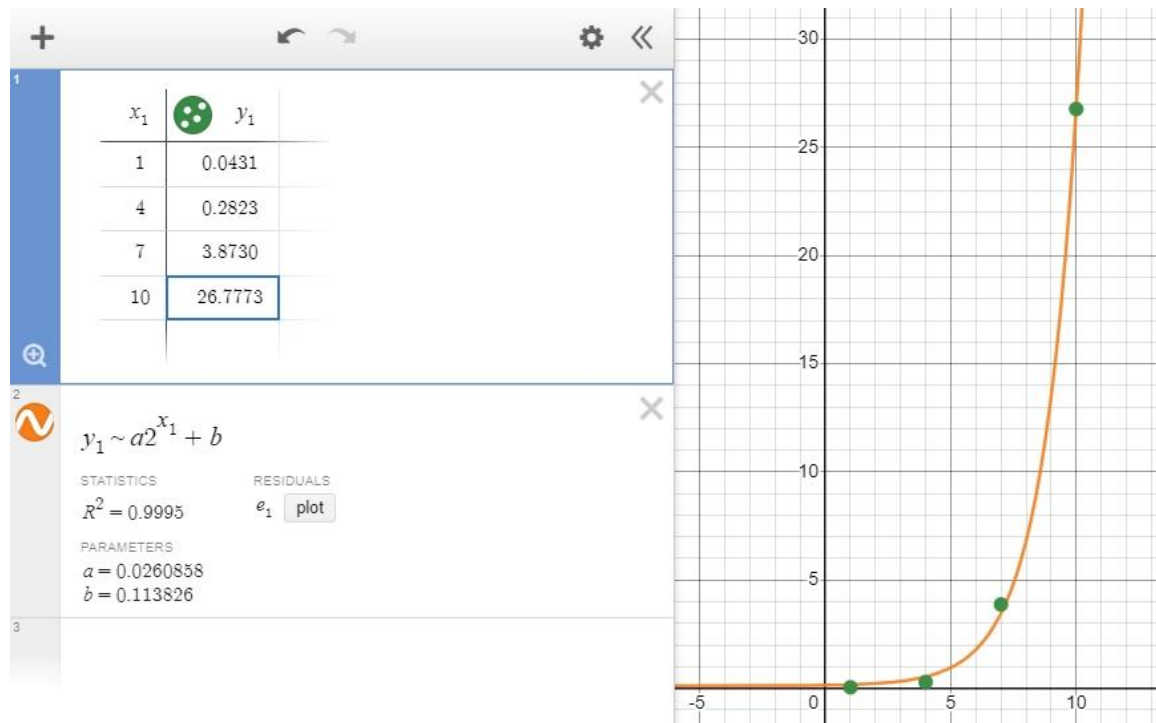 1
x₁ y₁
1 0.0431
4 0.2823
7 3.8730
10 26.7773
2
y₁ ~ a2^x₁ + b
STATISTICS RESIDUALS
R² = 0.9995 e₁ plot
PARAMETERS
a = 0.0260858
b = 0.113826
3
30
25
20
15
10
5
-5 0 5 10